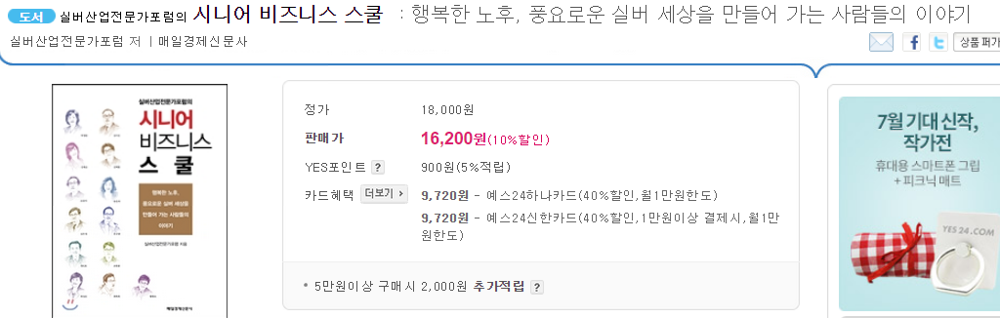 도서 실버산업전문가포럼의 시니어 비즈니스 스쿨 : 행복한 노후, 풍요로운 실버 세상을 만들어 가는 사람들의 이야기
실버산업전문가포럼 저 | 매일경제신문사
f t 상품 퍼가
실버산업전문가포럼의
시니어
비즈니스
스쿨
행복한 노후,
풍요로운 실버 세상을
만들어 가는 사람들의
이야기
실버산업전문가포럼 지음
매일경제신문사
정가 18,000원
판매가 16,200원(10%할인)
YES포인트 ? 900원(5%적립)
카드혜택 더보기 > 9,720원 - 예스24하나카드(40%할인,월1만원한도)
9,720원 - 예스24신한카드(40%할인,1만원이상 결제시,월1만
원한도)
• 5만원이상 구매시 2,000원 추가적립 ?
7월 기대 신작,
작가전
휴대용 스마트폰 그립
+ 피크닉 매트
YES24.COM